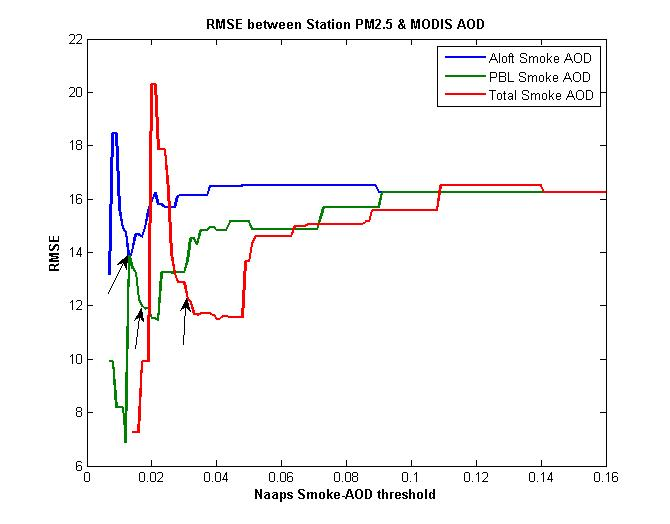 RMSE between Station PM2.5 & MODIS AOD
Aloft Smoke AOD
PBL Smoke AOD
Total Smoke AOD
RMSE
22
20
18
16
14
12
10
8
6
0 0.02 0.04 0.06 0.08 0.1 0.12 0.14 0.16
Naaps Smoke-AOD threshold